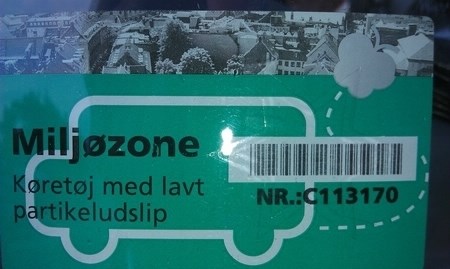 Miljøzone
Køretøj med lavt
partikeludslip
NR.:C113170